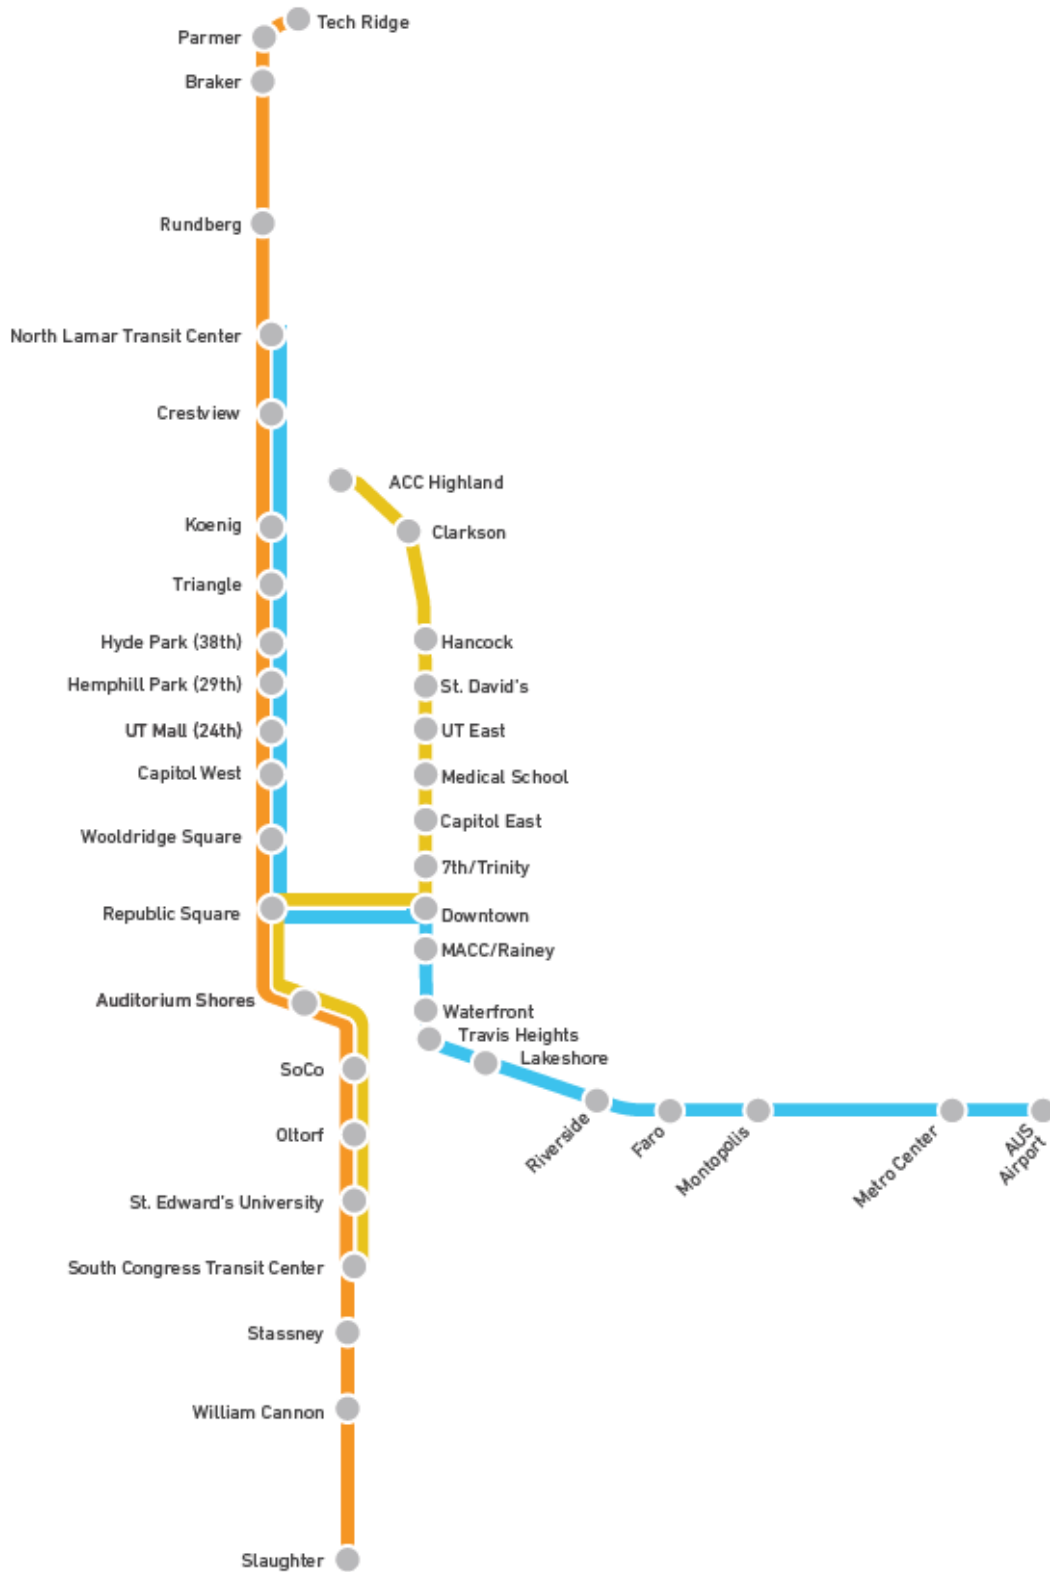 Tech Ridge
Parmer
Braker
Rundberg
North Lamar Transit Center
Crestview
ACC Highland
Koenig
Clarkson
Triangle
Hyde Park (38th)
Hancock
Hemphill Park (29th)
St. David's
UT Mall (24th)
UT East
Capitol West
Medical School
Capitol East
Wooldridge Square
7th/Trinity
Republic Square
Downtown
MACC/Rainey
Auditorium Shores
Waterfront
Travis Heights
Lakeshore
SoCo
Riverside
Faro
Montopolis
Metro Center
AUS
Airport
Oltorf
St. Edward's University
South Congress Transit Center
Stassney
William Cannon
Slaughter